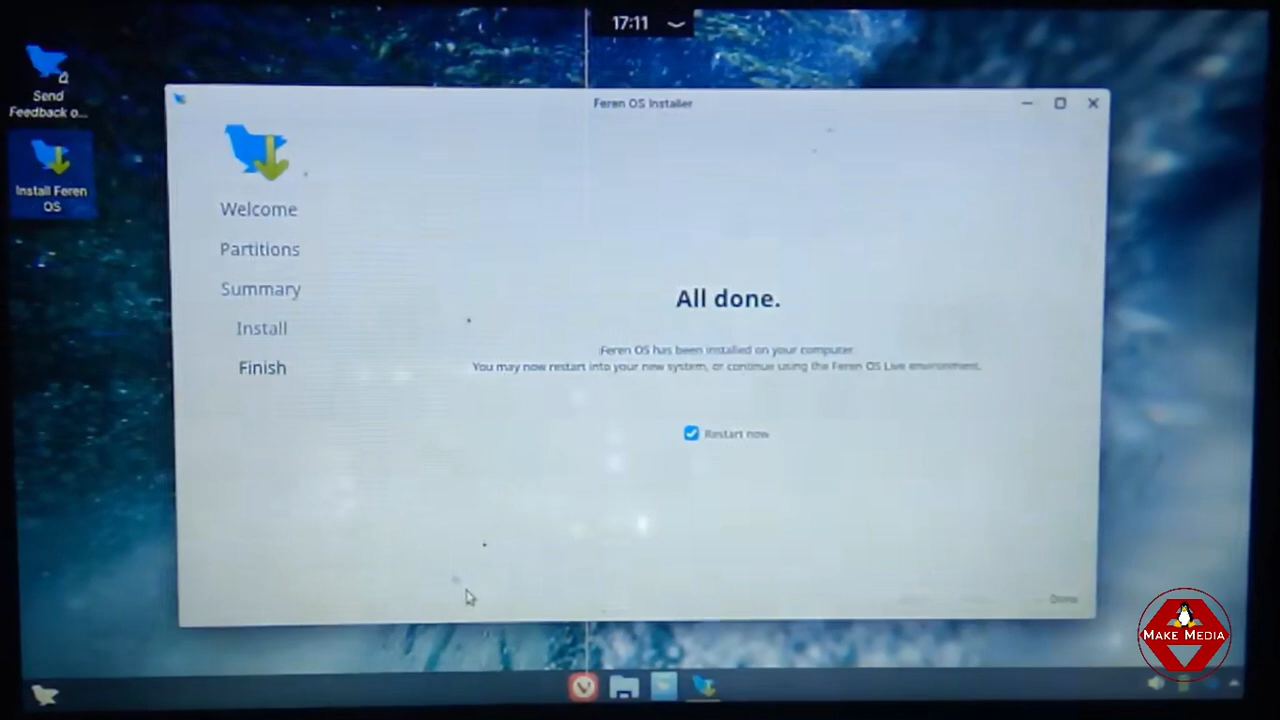 17:11
Send
Feedback o...
Install Feren
OS
Feren OS Installer
Welcome
Partitions
Summary
Install
Finish
All done.
Feren OS has been installed on your computer.
You may now restart into your new system, or continue using the Feren OS Live environment.
Restart now
Done
MAKE MEDIA